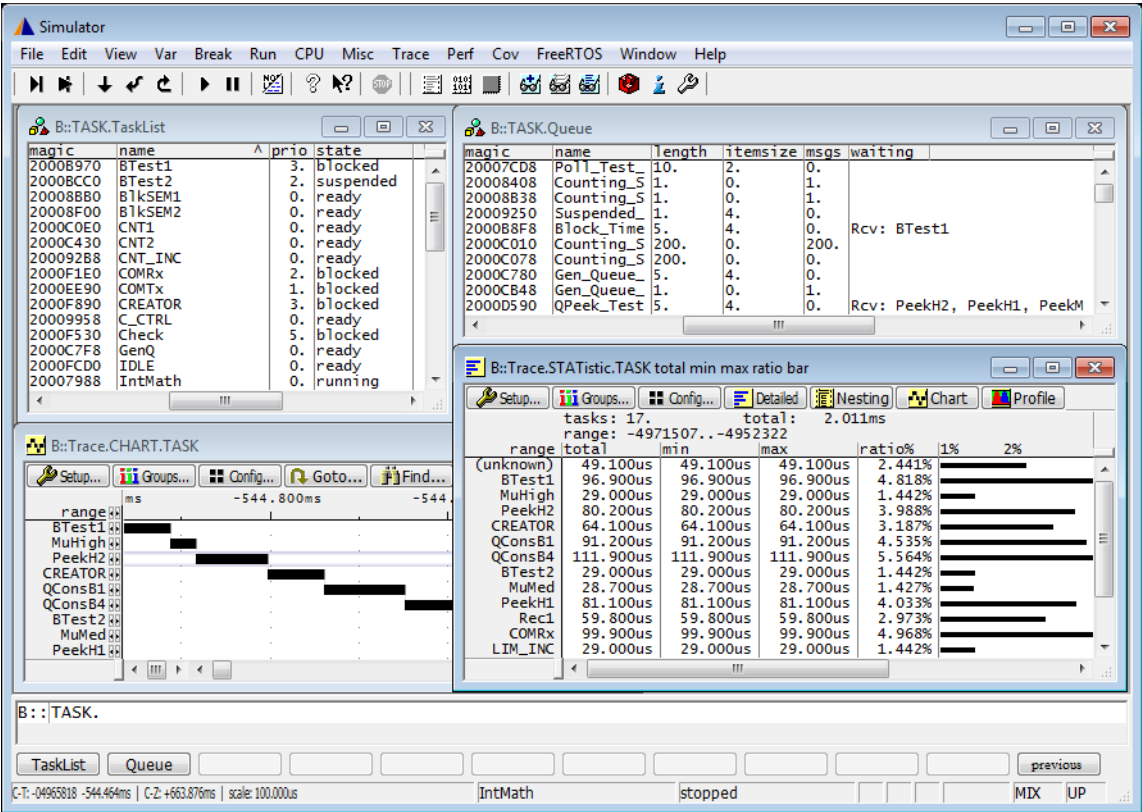 Simulator
File Edit View Var Break Run CPU Misc Trace Perf Cov FreeRTOS Window Help
B::TASK.TaskList
magic name ^ prio state
2000B970 BTest1 3. blocked
2000BCC0 BTest2 2. suspended
20008BB0 BlkSEM1 0. ready
20008F00 BlkSEM2 0. ready
2000C0E0 CNT1 0. ready
2000C430 CNT2 0. ready
200092B8 CNT_INC 0. ready
2000F1E0 COMRx 2. blocked
2000EE90 COMTx 1. blocked
2000F890 CREATOR 3. blocked
20009958 C_CTRL 0. ready
2000F530 Check 5. blocked
2000C7F8 GenQ 0. ready
2000FCD0 IDLE 0. ready
20007988 IntMath 0. running
B::TASK.Queue
magic name length itemsize msgs waiting
20007CD8 Poll_Test_ 10. 2. 0.
20008408 Counting_S 1. 0. 1.
20008B38 Counting_S 1. 0. 1.
20009250 Suspended_ 1. 4. 0.
2000B8F8 Block_Time 5. 4. 0. Rcv: BTest1
2000C010 Counting_S 200. 0. 200.
2000C078 Counting_S 200. 0. 0.
2000C780 Gen_Queue_ 5. 4. 0.
2000CB48 Gen_Queue_ 1. 0. 1.
2000D590 QPeek_Test 5. 4. 0. Rcv: PeekH2, PeekH1, PeekM
B::Trace.STATistic.TASK total min max ratio bar
Setup... Groups... Config... Detailed Nesting Chart Profile
tasks: 17. total: 2.011ms
range: -4971507..-4952322
range total min max ratio% 1% 2%
(unknown) 49.100us 49.100us 49.100us 2.441%
BTest1 96.900us 96.900us 96.900us 4.818%
MuHigh 29.000us 29.000us 29.000us 1.442%
PeekH2 80.200us 80.200us 80.200us 3.988%
CREATOR 64.100us 64.100us 64.100us 3.187%
QConsB1 91.200us 91.200us 91.200us 4.535%
QConsB4 111.900us 111.900us 111.900us 5.564%
BTest2 29.000us 29.000us 29.000us 1.442%
MuMed 28.700us 28.700us 28.700us 1.427%
PeekH1 81.100us 81.100us 81.100us 4.033%
Rec1 59.800us 59.800us 59.800us 2.973%
COMRx 99.900us 99.900us 99.900us 4.968%
LIM_INC 29.000us 29.000us 29.000us 1.442%
B::Trace.CHART.TASK
Setup... Groups... Config... Goto... Find...
ms -544.800ms -544.
range
BTest1
MuHigh
PeekH2
CREATOR
QConsB1
QConsB4
BTest2
MuMed
PeekH1
B::TASK.
TaskList Queue previous
C-T: -04965818 -544.464ms C-Z: +663.876ms scale: 100.000us IntMath stopped MIX UP